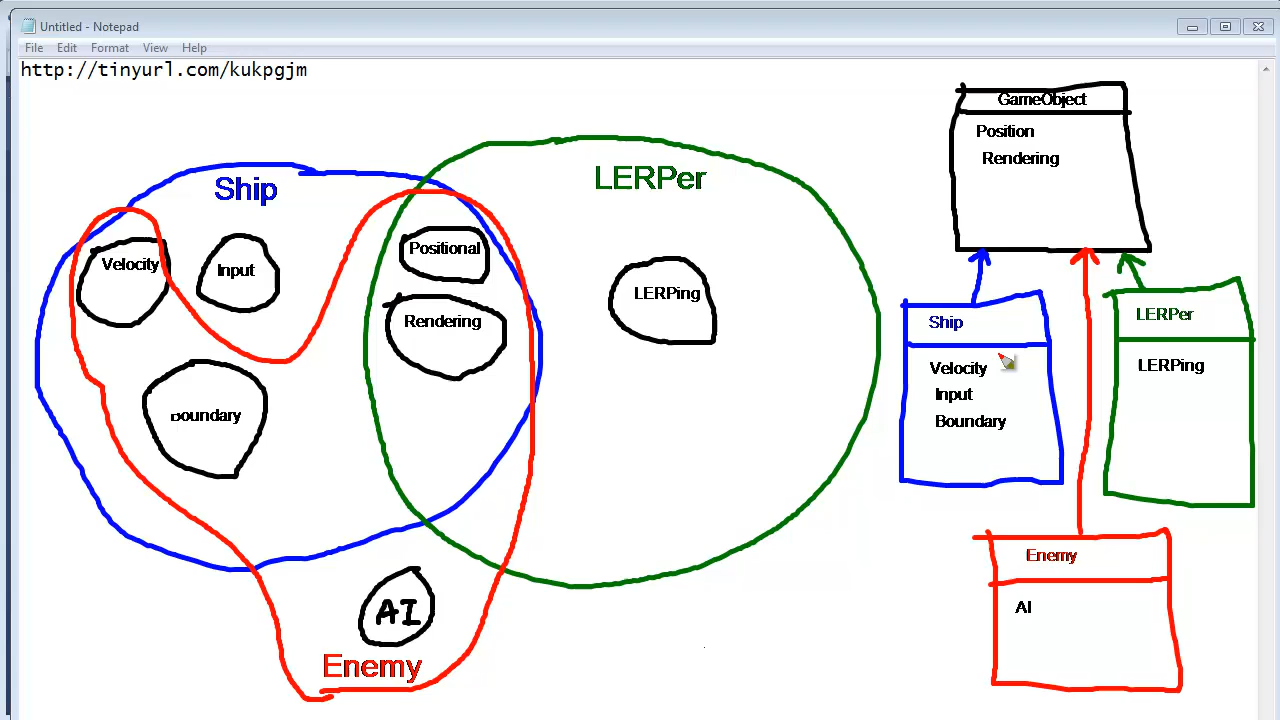 Untitled - Notepad
File Edit Format View Help
http://tinyurl.com/kukpgjm
Ship
LERPer
Velocity
Input
Positional
Rendering
LERPing
Boundary
AI
Enemy
GameObject
Position
Rendering
Ship
Velocity
Input
Boundary
LERPer
LERPing
Enemy
AI